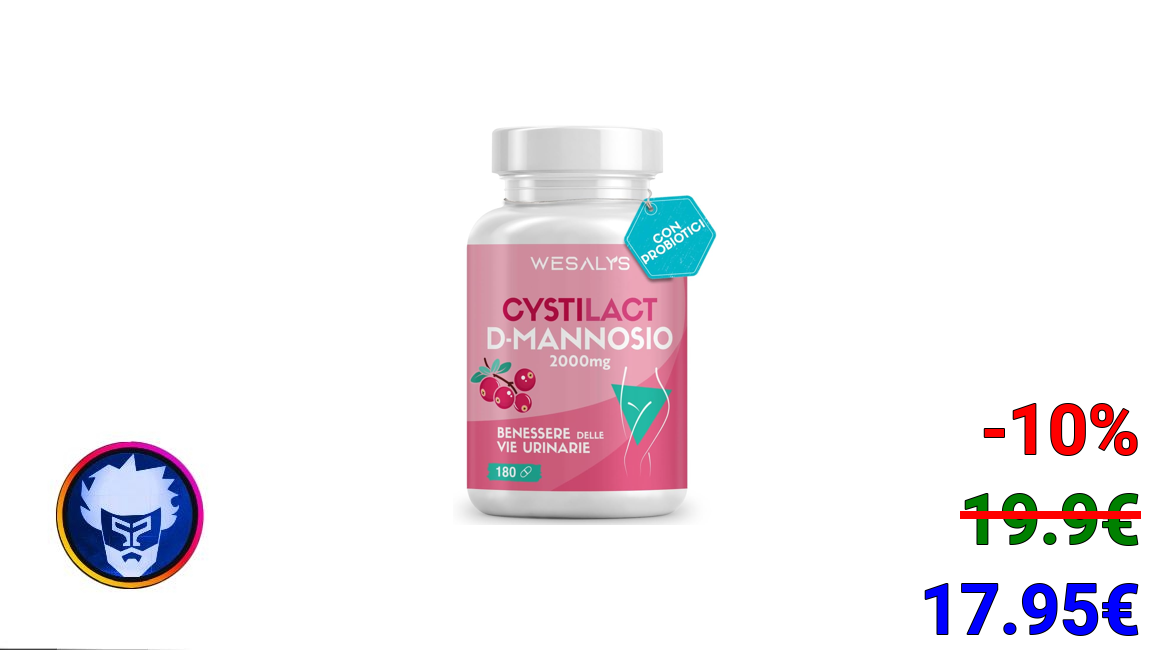 CON
PROBIOTICI
WESALYS
CYSTILACT
D-MANNOSIO
2000mg
BENESSERE DELLE
VIE URINARIE
180
-10%
19.9€
17.95€